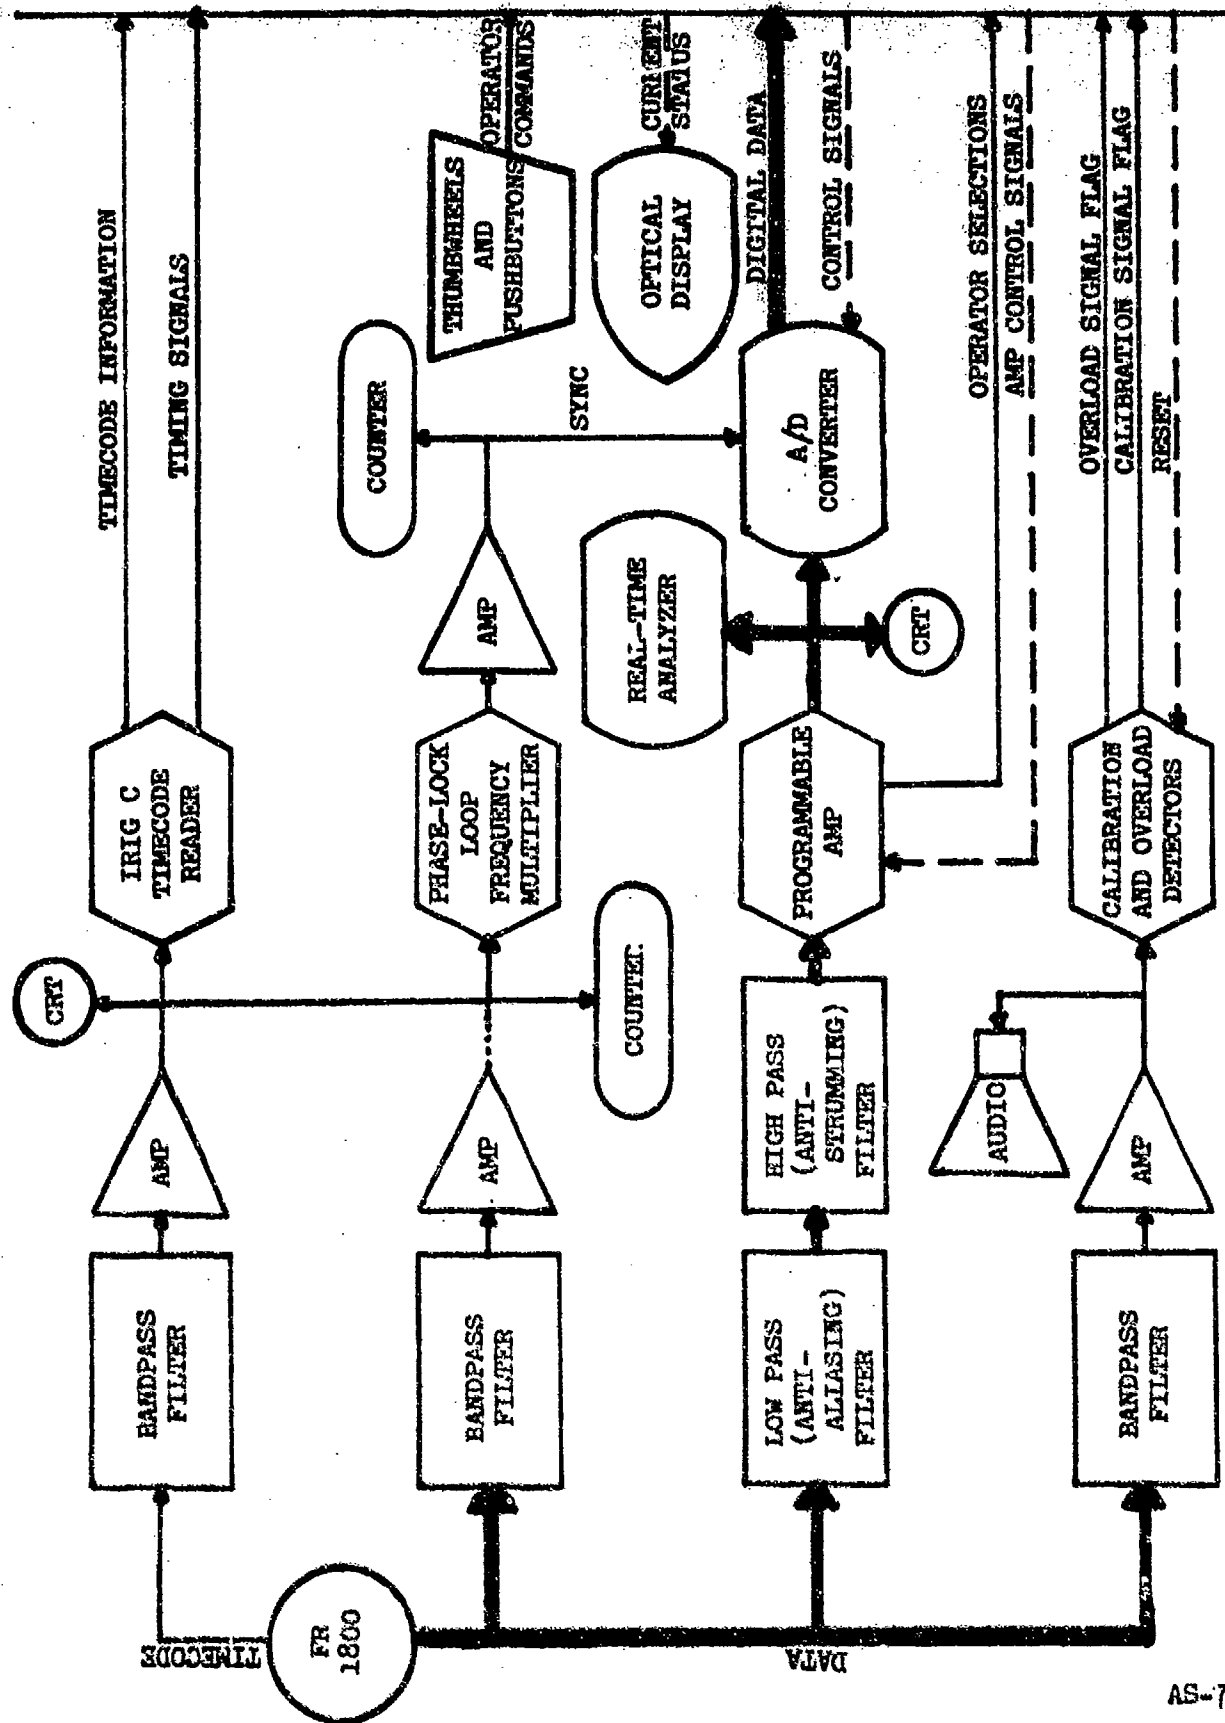 TIMECODE
FR
1800
DATA
BANDPASS
FILTER
AMP
CRT
IRIG C
TIMECODE
READER
TIMECODE INFORMATION
TIMING SIGNALS
BANDPASS
FILTER
AMP
PHASE-LOCK
LOOP
FREQUENCY
MULTIPLIER
AMP
COUNTER
SYNC
THUMBWHEELS
AND
PUSHBUTTONS
OPERATOR
COMMANDS
OPTICAL
DISPLAY
CURRENT
STATUS
LOW PASS
(ANTI-
ALIASING)
FILTER
HIGH PASS
(ANTI-
STRUMMING)
FILTER
PROGRAMMABLE
AMP
REAL-TIME
ANALYZER
CRT
A/D
CONVERTER
DIGITAL DATA
CONTROL SIGNALS
OPERATOR SELECTIONS
AMP CONTROL SIGNALS
BANDPASS
FILTER
AMP
AUDIO
CALIBRATION
AND OVERLOAD
DETECTORS
OVERLOAD SIGNAL FLAG
CALIBRATION SIGNAL FLAG
RESET